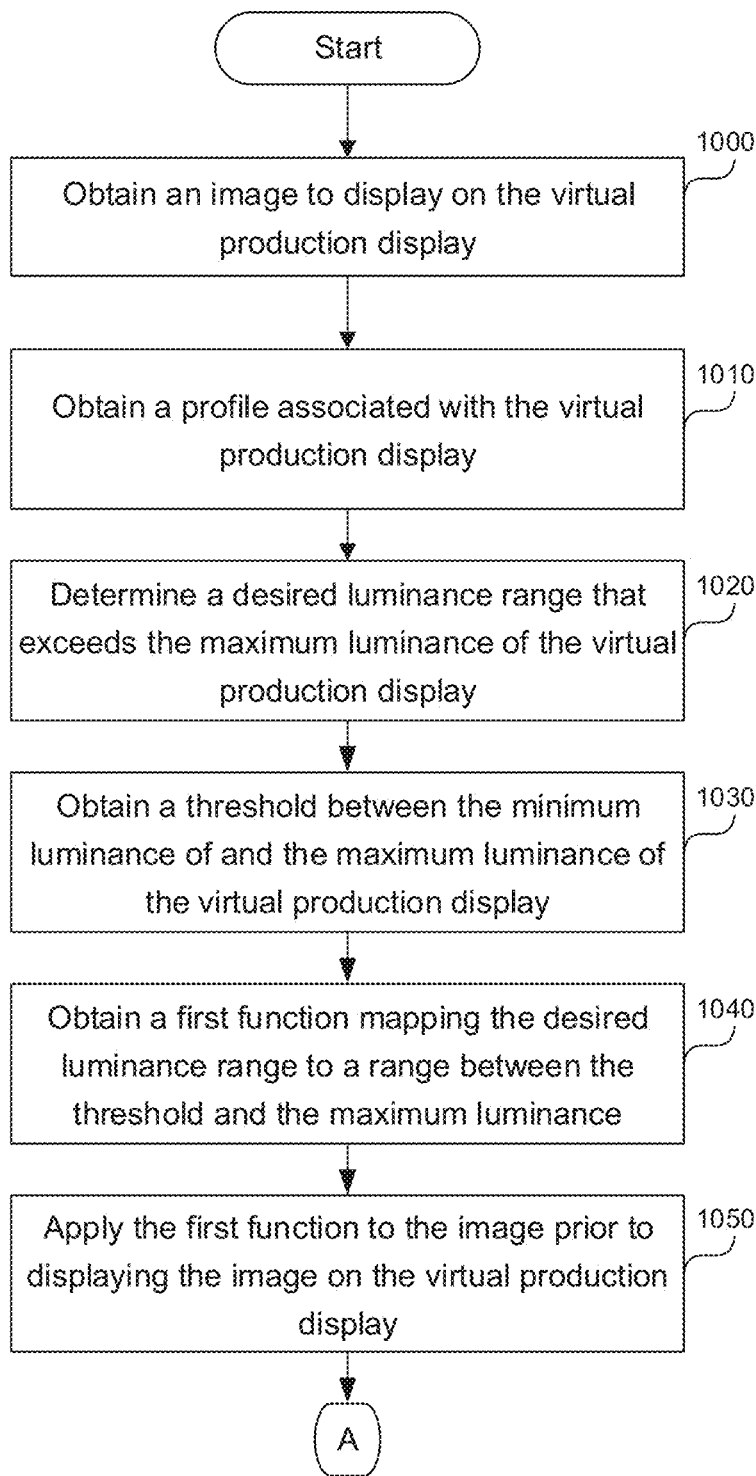 Start
1000
Obtain an image to display on the virtual
production display
1010
Obtain a profile associated with the virtual
production display
1020
Determine a desired luminance range that
exceeds the maximum luminance of the virtual
production display
1030
Obtain a threshold between the minimum
luminance of and the maximum luminance of
the virtual production display
1040
Obtain a first function mapping the desired
luminance range to a range between the
threshold and the maximum luminance
1050
Apply the first function to the image prior to
displaying the image on the virtual production
display
A